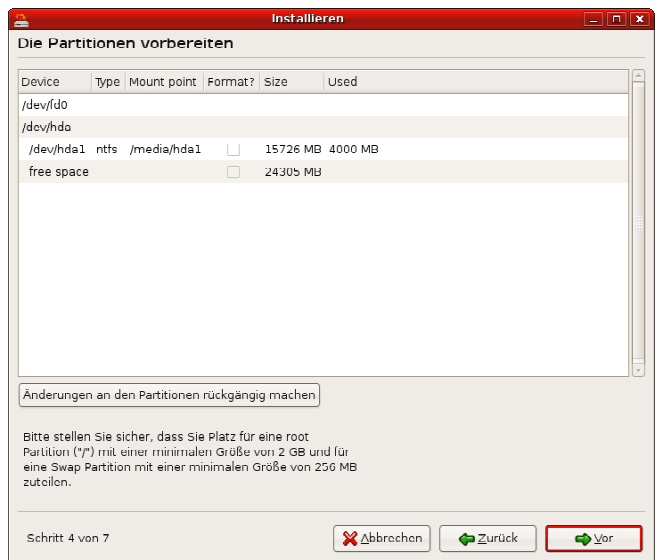 Installieren
Die Partitionen vorbereiten
Device Type Mount point Format? Size Used
/dev/fd0
/dev/hda
/dev/hda1 ntfs /media/hda1 15726 MB 4000 MB
free space 24305 MB
Änderungen an den Partitionen rückgängig machen
Bitte stellen Sie sicher, dass Sie Platz für eine root
Partition ("/") mit einer minimalen Größe von 2 GB und für
eine Swap Partition mit einer minimalen Größe von 256 MB
zuteilen.
Schritt 4 von 7 Abbrechen Zurück Vor